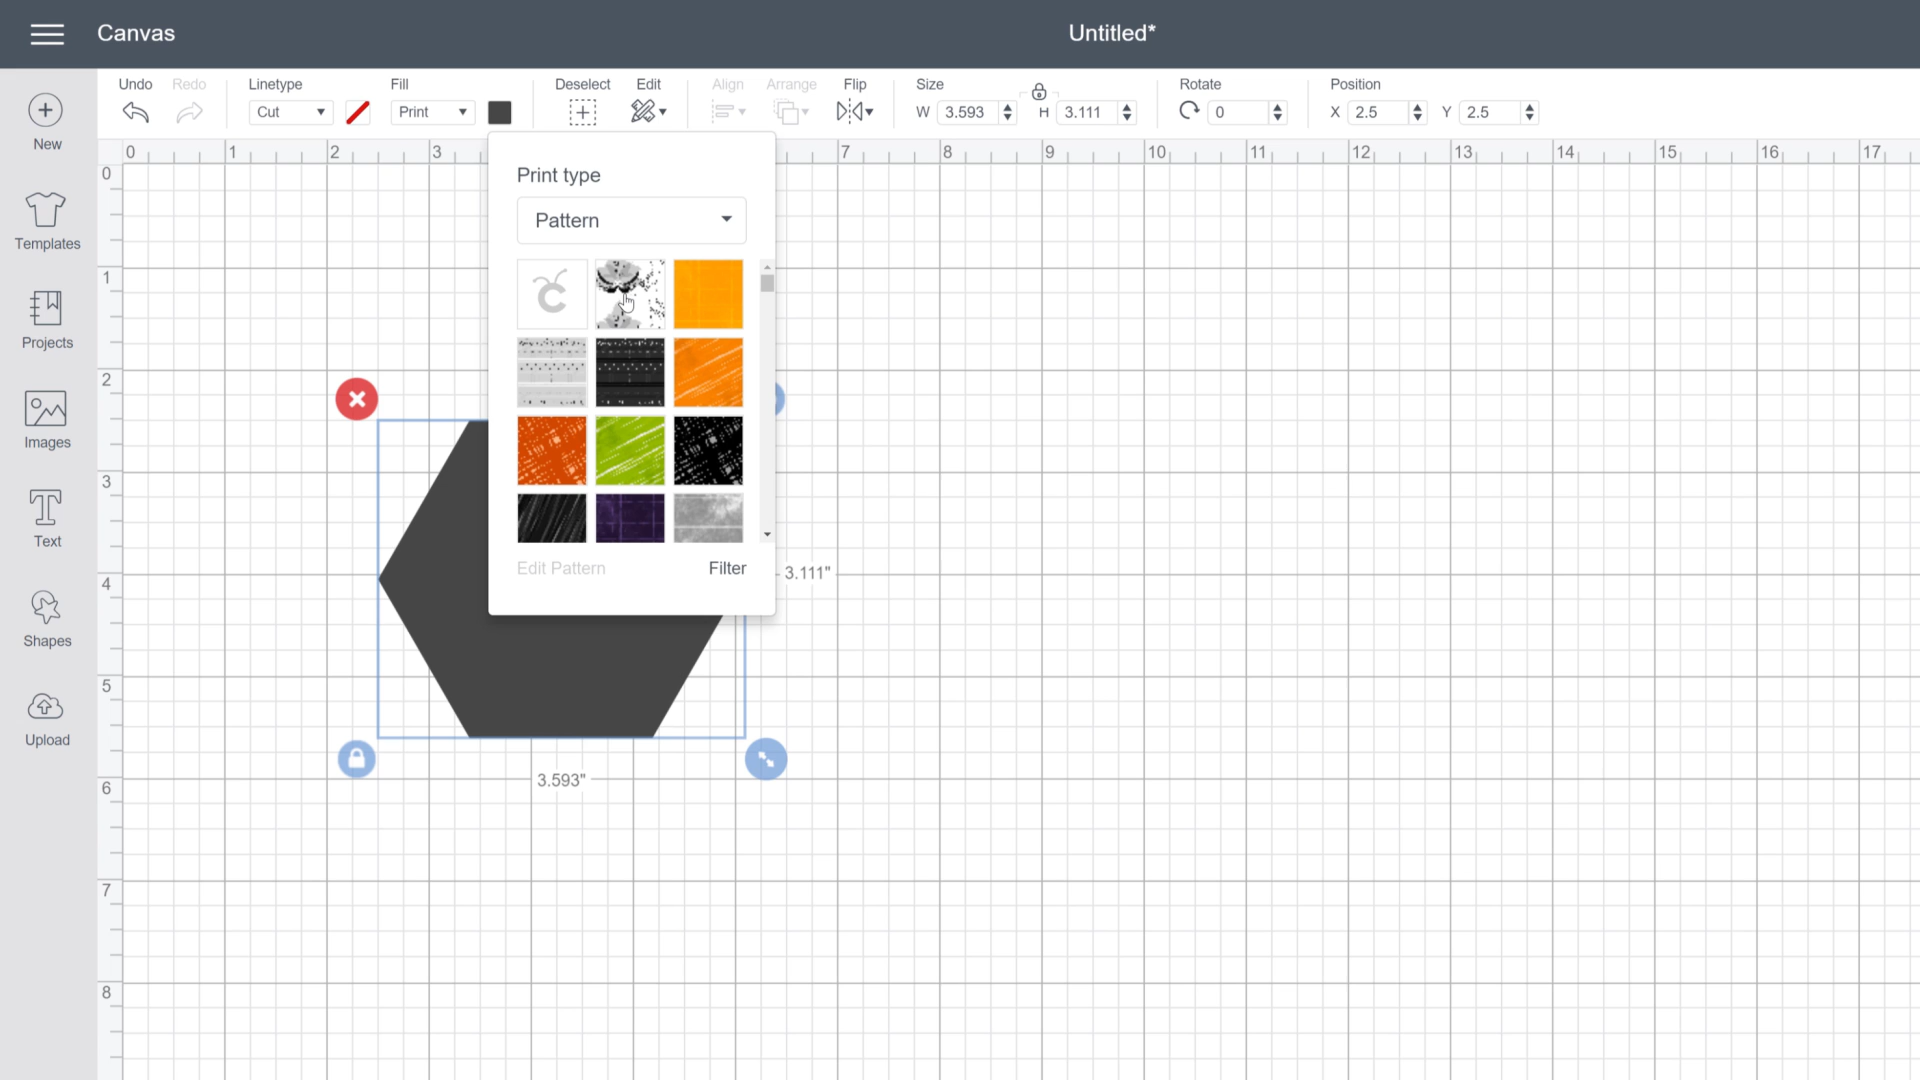 Canvas
Untitled*
Undo Redo Linetype Fill Deselect Edit Align Arrange Flip Size Rotate Position
Cut Print W 3.593 H 3.111 0 X 2.5 Y 2.5
New
Templates
Projects
Images
Text
Shapes
Upload
0 1 2 3 7 8 9 10 11 12 13 14 15 16 17
0
1
2
3
4
5
6
7
8
Print type
Pattern
Edit Pattern Filter
3.111"
3.593"